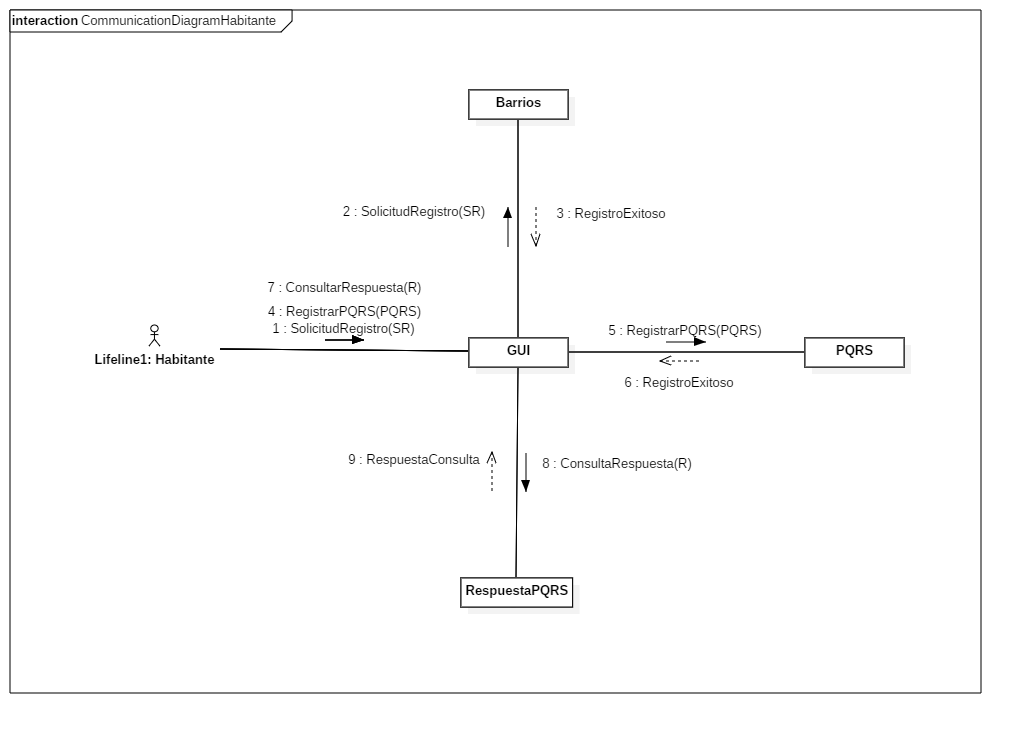 interaction CommunicationDiagramHabitante
Barrios
2 : SolicitudRegistro(SR)
3 : RegistroExitoso
7 : ConsultarRespuesta(R)
4 : RegistrarPQRS(PQRS)
1 : SolicitudRegistro(SR)
Lifeline1: Habitante
GUI
5 : RegistrarPQRS(PQRS)
PQRS
6 : RegistroExitoso
9 : RespuestaConsulta
8 : ConsultaRespuesta(R)
RespuestaPQRS